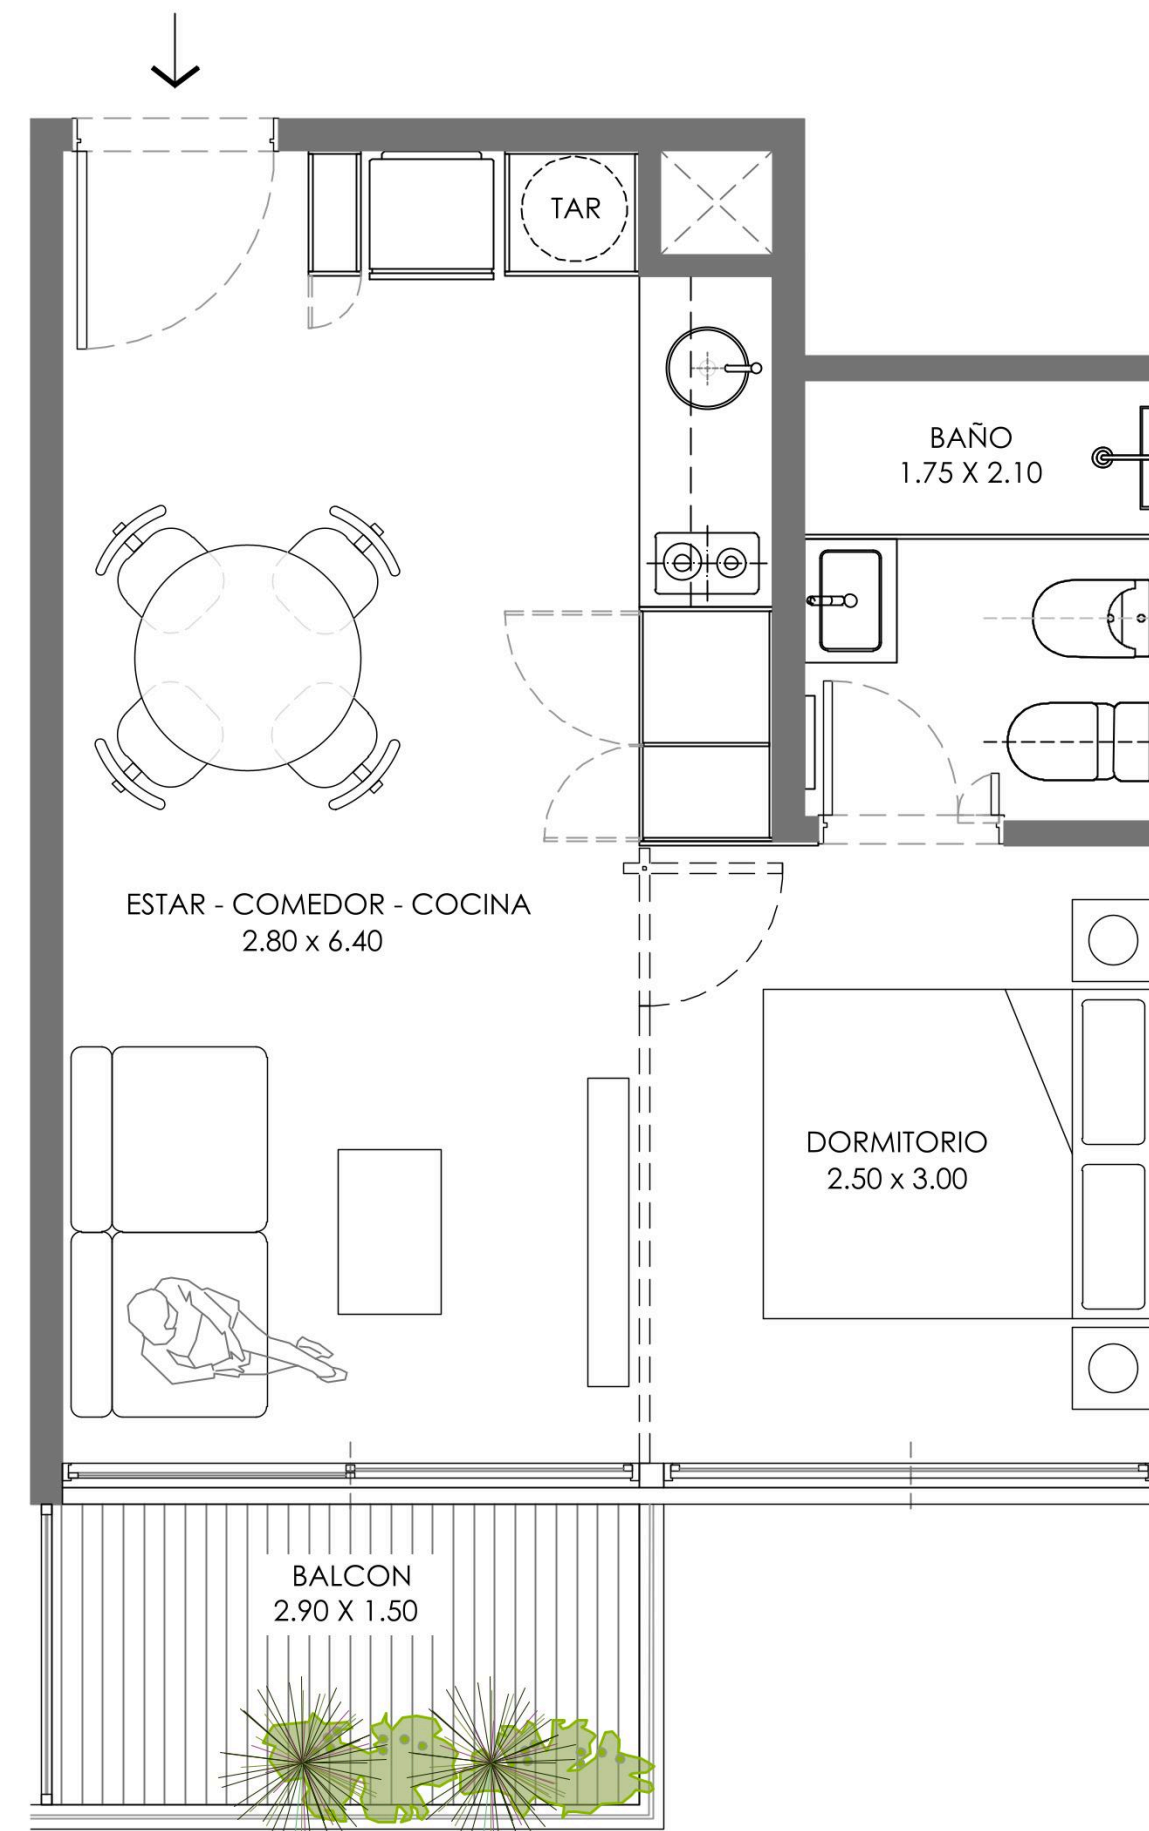 TAR
BAÑO
1.75 X 2.10
ESTAR - COMEDOR - COCINA
2.80 x 6.40
DORMITORIO
2.50 x 3.00
BALCON
2.90 X 1.50